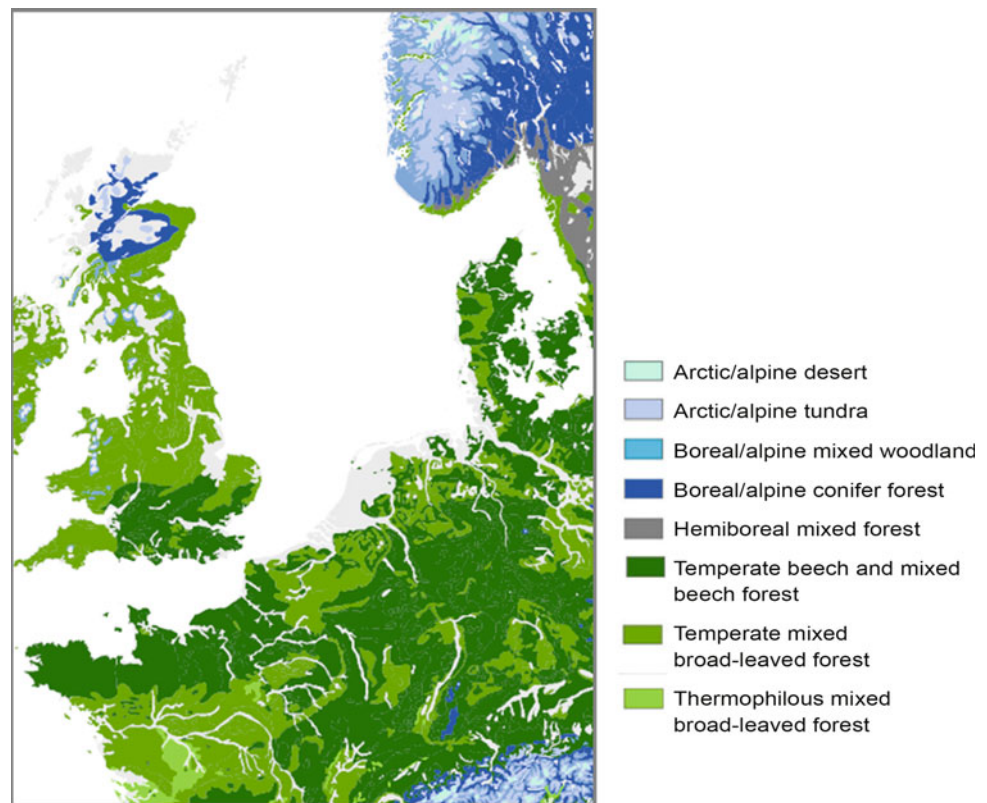 Arctic/alpine desert
Arctic/alpine tundra
Boreal/alpine mixed woodland
Boreal/alpine conifer forest
Hemiboreal mixed forest
Temperate beech and mixed
beech forest
Temperate mixed
broad-leaved forest
Thermophilous mixed
broad-leaved forest